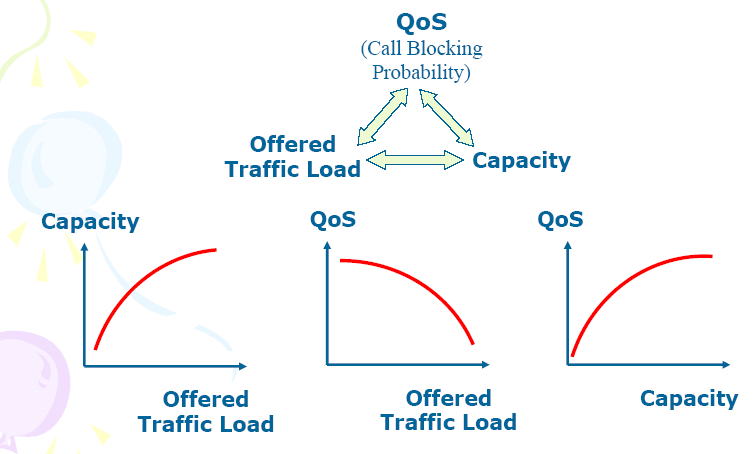 QoS
(Call Blocking
Probability)
Offered
Traffic Load
Capacity
Capacity
QoS
QoS
Offered
Traffic Load
Offered
Traffic Load
Capacity